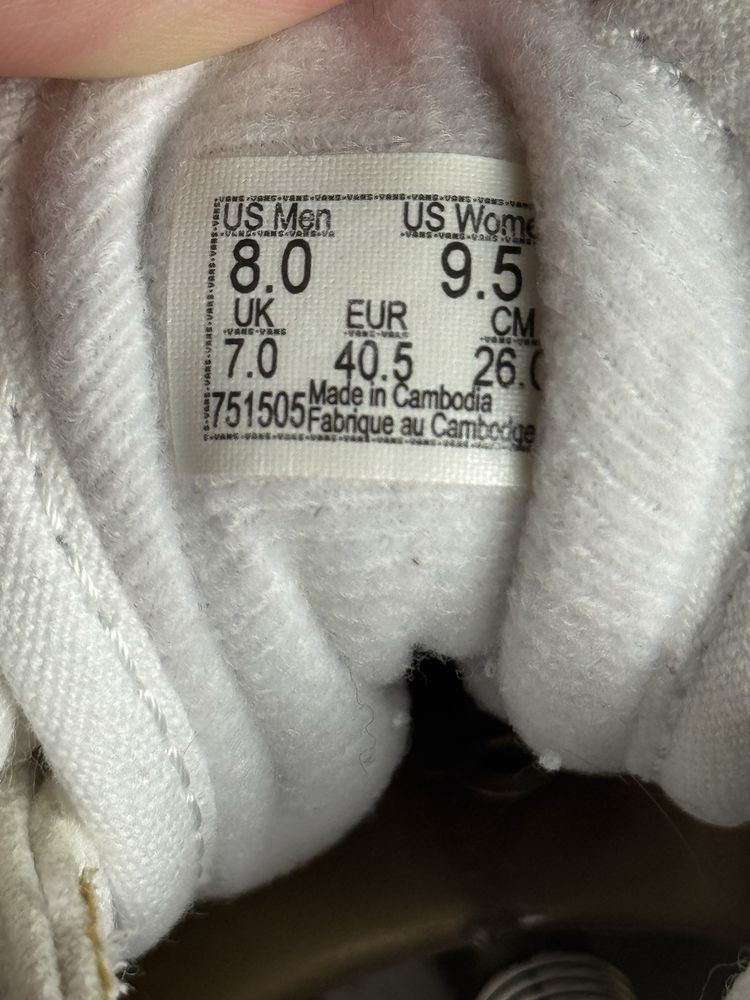 US Men US Wome
8.0 9.5
UK EUR CM
7.0 40.5 26.
751505 Made in Cambodia
Fabrique au Cambodge